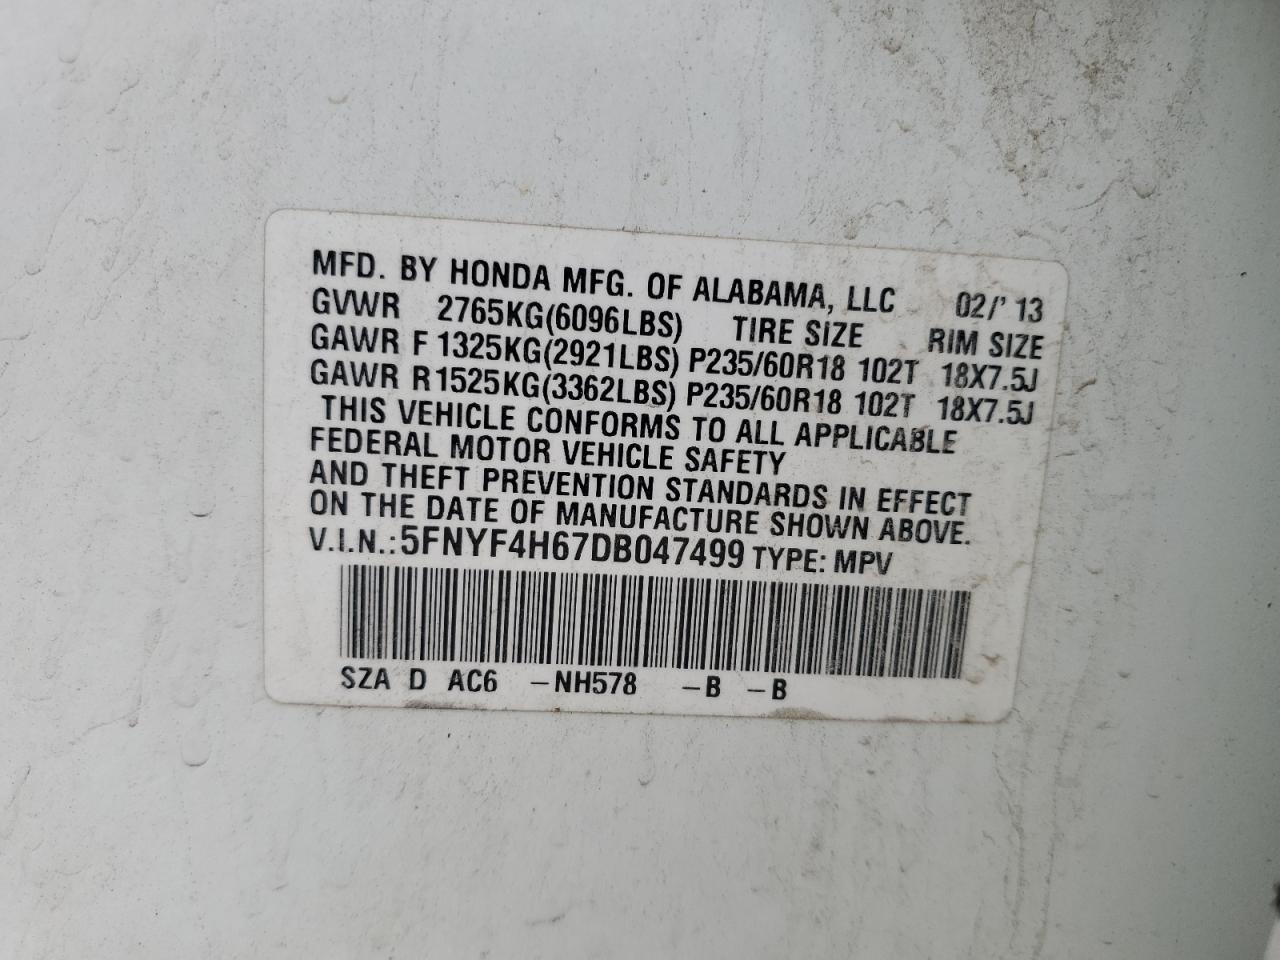 MFD. BY HONDA MFG. OF ALABAMA, LLC 02/' 13
GVWR 2765KG(6096LBS) TIRE SIZE RIM SIZE
GAWR F 1325KG(2921LBS) P235/60R18 102T 18X7.5J
GAWR R1525KG(3362LBS) P235/60R18 102T 18X7.5J
THIS VEHICLE CONFORMS TO ALL APPLICABLE
FEDERAL MOTOR VEHICLE SAFETY
AND THEFT PREVENTION STANDARDS IN EFFECT
ON THE DATE OF MANUFACTURE SHOWN ABOVE.
V.I.N.:5FNYF4H67DB047499 TYPE: MPV
SZA D AC6 –NH578 –B –B